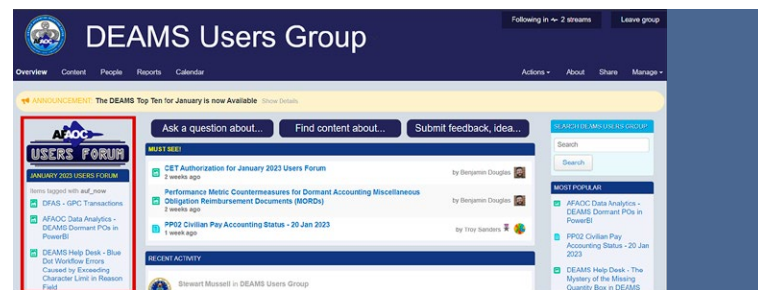 DEAMS Users Group
Following in 2 streams
Leave group
Overview Content People Reports Calendar
Actions About Share Manage
ANNOUNCEMENT: The DEAMS Top Ten for January is now Available Show Details
AFAOC
USERS FORUM
JANUARY 2023 USERS FORUM
Items tagged with auf_now
DFAS - GPC Transactions
AFAOC Data Analytics -
DEAMS Dormant POs in
PowerBI
DEAMS Help Desk - Blue
Dot Workflow Errors
Caused by Exceeding
Character Limit in Reason
Field
Ask a question about...
Find content about...
Submit feedback, idea...
MUST SEE!
CET Authorization for January 2023 Users Forum
2 weeks ago
by Benjamin Douglas
Performance Metric Countermeasures for Dormant Accounting Miscellaneous
Obligation Reimbursement Documents (MORDs)
2 weeks ago
by Benjamin Douglas
PP02 Civilian Pay Accounting Status - 20 Jan 2023
1 week ago
by Troy Sanders
RECENT ACTIVITY
Stewart Mussell in DEAMS Users Group
SEARCH DEAMS USERS GROUP
Search
Search
MOST POPULAR
AFAOC Data Analytics -
DEAMS Dormant POs in
PowerBI
PP02 Civilian Pay
Accounting Status - 20 Jan
2023
DEAMS Help Desk - The
Mystery of the Missing
Quantity Box in DEAMS